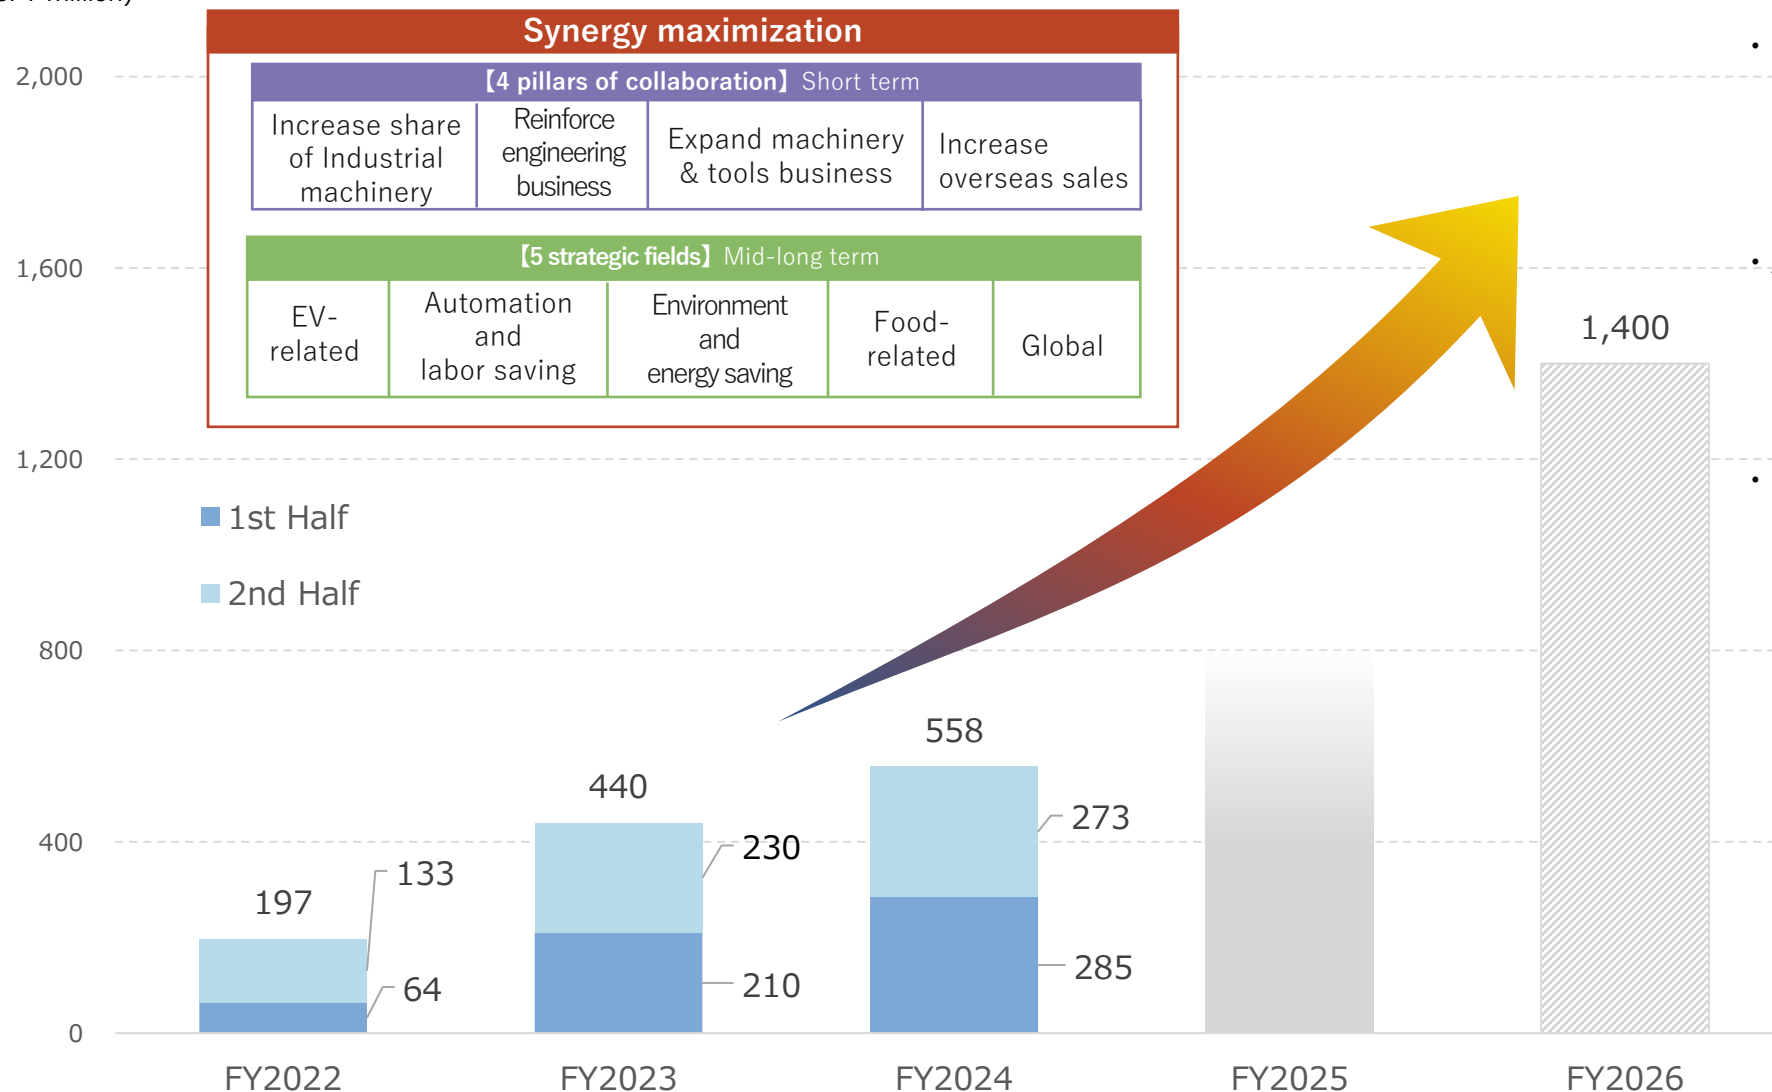 Synergy maximization
【4 pillars of collaboration】 Short term
Increase share
of Industrial
machinery
Reinforce
engineering
business
Expand machinery
& tools business
Increase
overseas sales
【5 strategic fields】 Mid-long term
EV-
related
Automation
and
labor saving
Environment
and
energy saving
Food-
related
Global
2,000
1,600
1,200
800
400
0
1st Half
2nd Half
197
133
64
440
230
210
558
273
285
1,400
FY2022
FY2023
FY2024
FY2025
FY2026